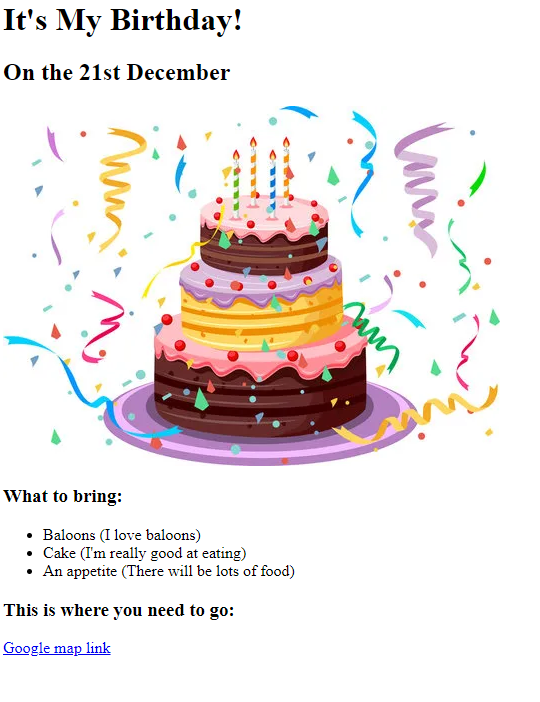 It's My Birthday!
On the 21st December
What to bring:
Baloons (I love baloons)
Cake (I'm really good at eating)
An appetite (There will be lots of food)
This is where you need to go:
Google map link